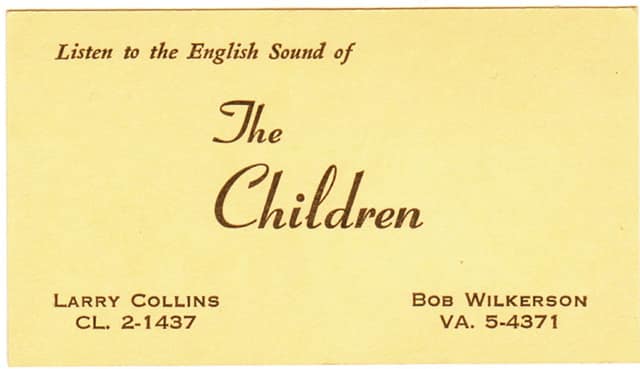 Listen to the English Sound of
The
Children
LARRY COLLINS
CL. 2-1437
BOB WILKERSON
VA. 5-4371